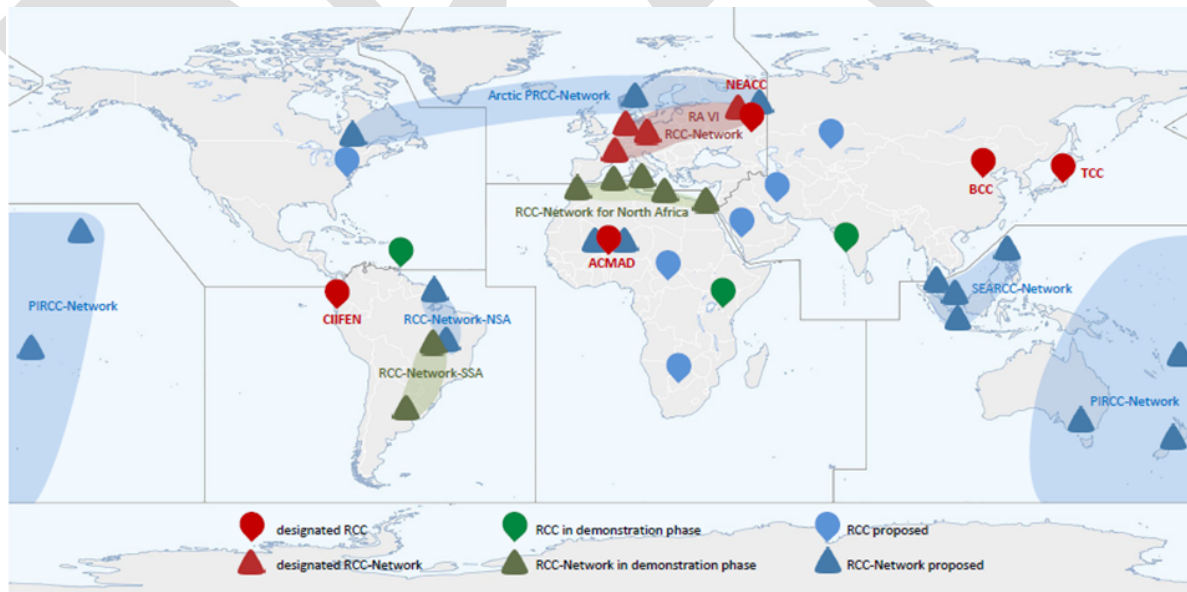 NEACC
Arctic PRCC-Network
RA VI
RCC-Network
BCC
TCC
RCC-Network for North Africa
ACMAD
PIRCC-Network
CIIFEN
RCC-Network-NSA
SEARCC-Network
RCC-Network-SSA
PIRCC-Network
designated RCC
RCC in demonstration phase
RCC proposed
designated RCC-Network
RCC-Network in demonstration phase
RCC-Network proposed